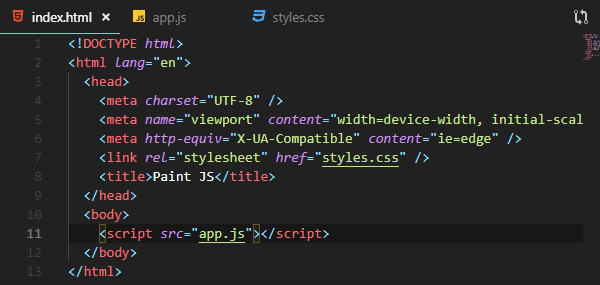 index.html × JS app.js styles.css
1 <!DOCTYPE html>
2 <html lang="en">
3 <head>
4 <meta charset="UTF-8" />
5 <meta name="viewport" content="width=device-width, initial-scal
6 <meta http-equiv="X-UA-Compatible" content="ie=edge" />
7 <link rel="stylesheet" href="styles.css" />
8 <title>Paint JS</title>
9 </head>
10 <body>
11 <script src="app.js"></script>
12 </body>
13 </html>